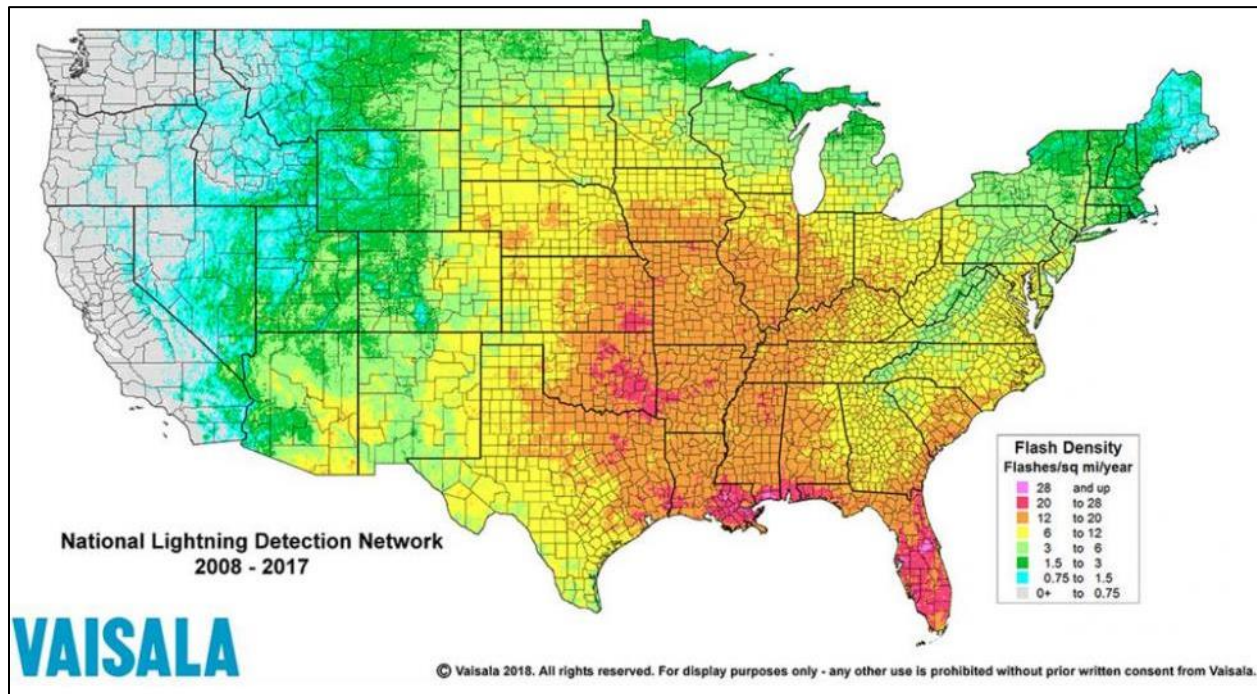 National Lightning Detection Network
2008 - 2017
Flash Density
Flashes/sq mi/year
28 and up
20 to 28
12 to 20
6 to 12
3 to 6
1.5 to 3
0.75 to 1.5
0+ to 0.75
VAISALA
© Vaisala 2018. All rights reserved. For display purposes only - any other use is prohibited without prior written consent from Vaisala.